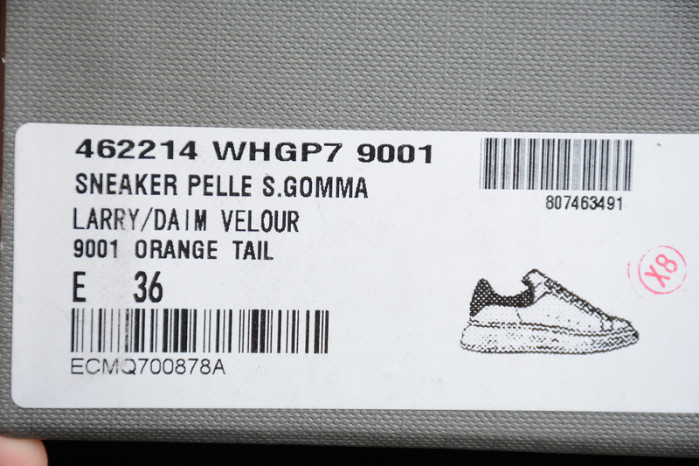 462214 WHGP7 9001
807463491
SNEAKER PELLE S.GOMMA
LARRY/DAIM VELOUR
9001 ORANGE TAIL
E 36
ECMQ700878A
X8